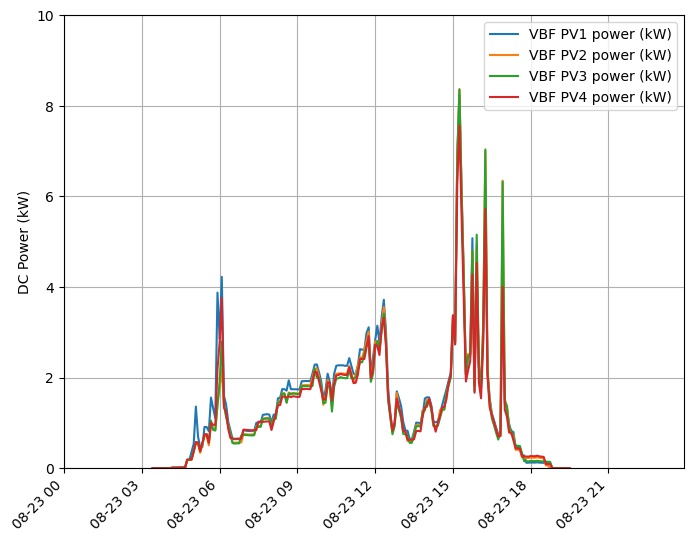 10
8
6
4
2
0
DC Power (kW)
VBF PV1 power (kW)
VBF PV2 power (kW)
VBF PV3 power (kW)
VBF PV4 power (kW)
08-23 00
08-23 03
08-23 06
08-23 09
08-23 12
08-23 15
08-23 18
08-23 21